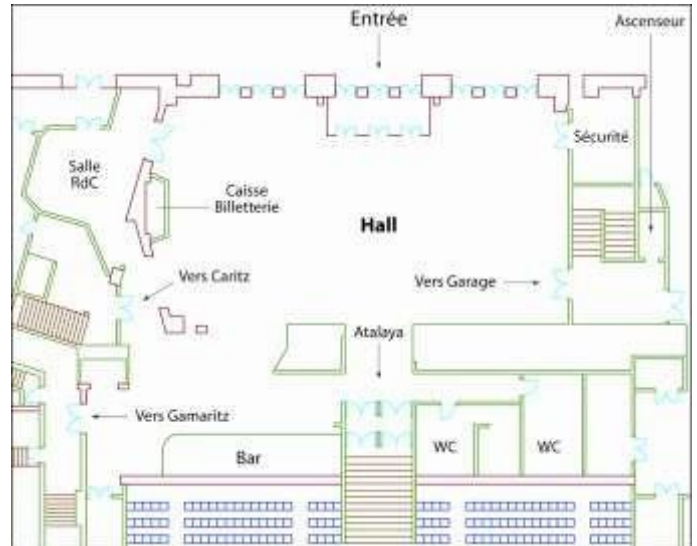 Entrée
Ascenseur
Sécurité
Salle
RdC
Caisse
Billetterie
Hall
Vers Caritz
Vers Garage
Atalaya
Vers Gamaritz
Bar
WC
WC